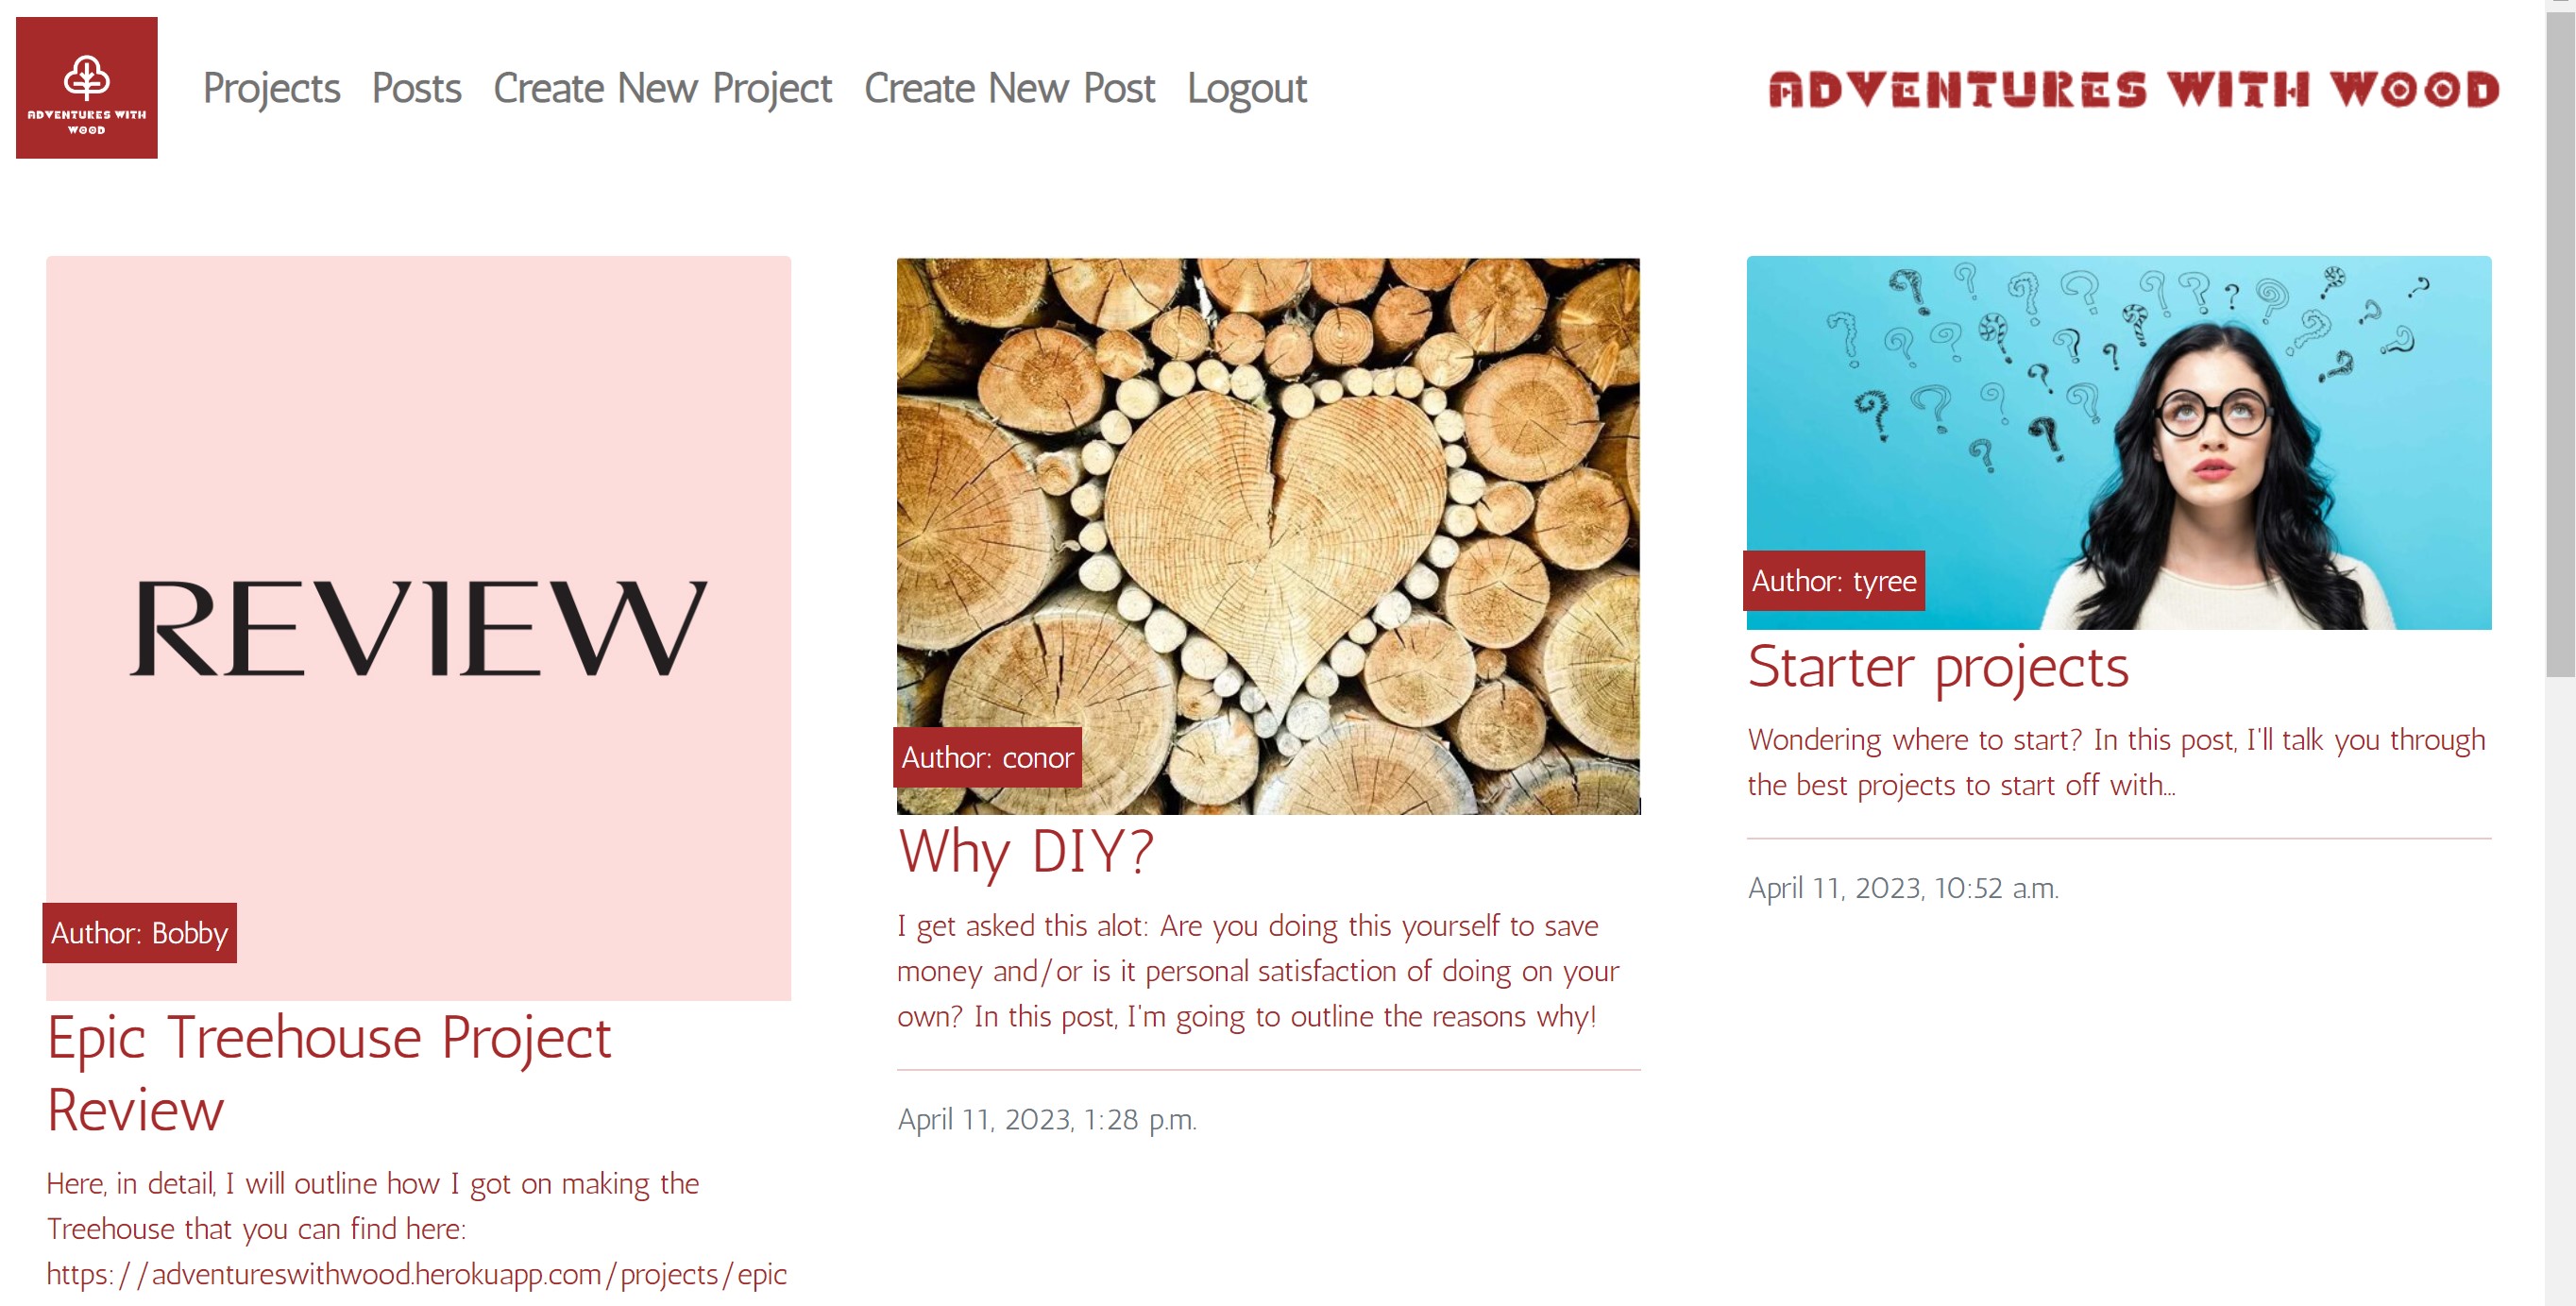 ADVENTURES WITH
WOOD
Projects Posts Create New Project Create New Post Logout
ADVENTURES WITH WOOD
REVIEW
Author: Bobby
Epic Treehouse Project
Review
Here, in detail, I will outline how I got on making the
Treehouse that you can find here:
https://adventureswithwood.herokuapp.com/projects/epic
Author: conor
Why DIY?
I get asked this alot: Are you doing this yourself to save
money and/or is it personal satisfaction of doing on your
own? In this post, I'm going to outline the reasons why!
April 11, 2023, 1:28 p.m.
Author: tyree
Starter projects
Wondering where to start? In this post, I'll talk you through
the best projects to start off with...
April 11, 2023, 10:52 a.m.